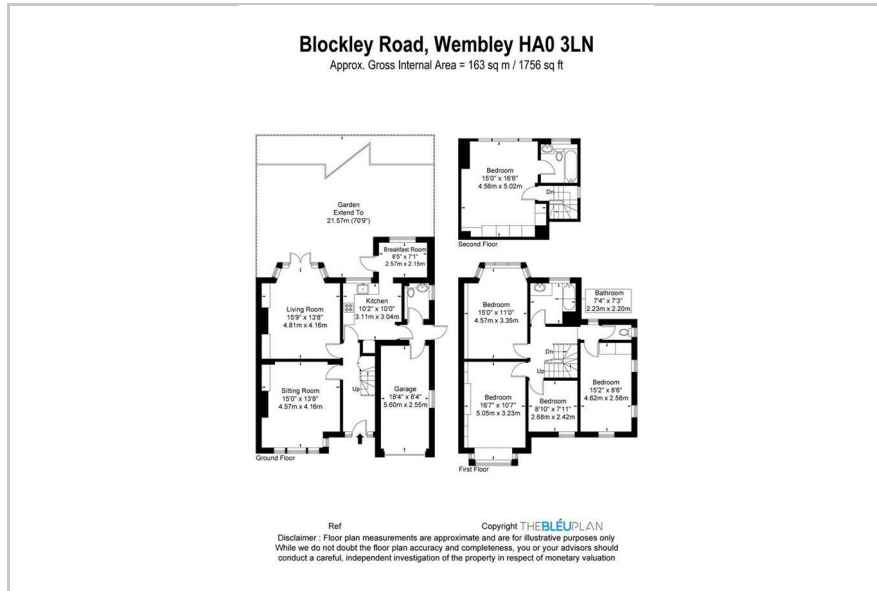 Blockley Road, Wembley HA0 3LN
Approx. Gross Internal Area = 163 sq m / 1756 sq ft
Garden
Extend To
21.57m (70'9")
Breakfast Room
8'5" x 7'1"
2.57m x 2.15m
Living Room
15'9" x 13'8"
4.81m x 4.16m
Kitchen
10'2" x 10'0"
3.11m x 3.04m
Sitting Room
15'0" x 13'8"
4.57m x 4.16m
Up
Garage
18'4" x 8'4"
5.60m x 2.55m
Ground Floor
Bedroom
15'0" x 16'6"
4.56m x 5.02m
Dn
Second Floor
Bedroom
15'0" x 11'0"
4.57m x 3.35m
Bathroom
7'4" x 7'3"
2.23m x 2.20m
Dn
Up
Bedroom
16'7" x 10'7"
5.05m x 3.23m
Bedroom
8'10" x 7'11"
2.68m x 2.42m
Bedroom
15'2" x 8'6"
4.62m x 2.58m
First Floor
Ref
Copyright THEBLÉUPLAN
Disclaimer : Floor plan measurements are approximate and are for illustrative purposes only
While we do not doubt the floor plan accuracy and completeness, you or your advisors should
conduct a careful, independent investigation of the property in respect of monetary valuation